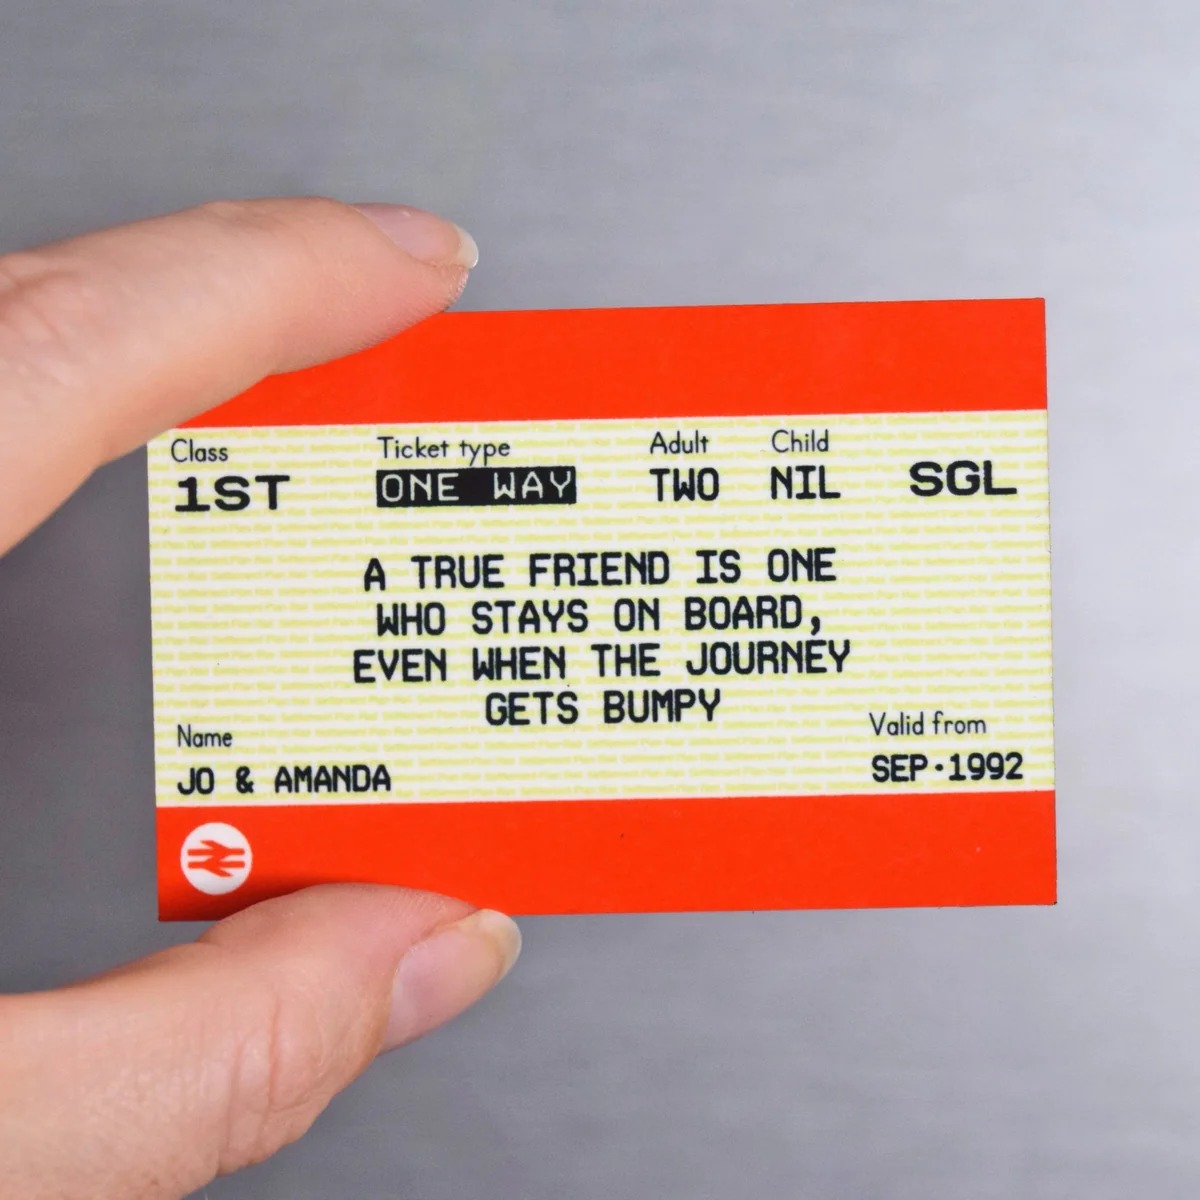 Class Ticket type Adult Child
1ST ONE WAY TWO NIL SGL
A TRUE FRIEND IS ONE
WHO STAYS ON BOARD,
EVEN WHEN THE JOURNEY
GETS BUMPY
Name Valid from
JO & AMANDA SEP·1992